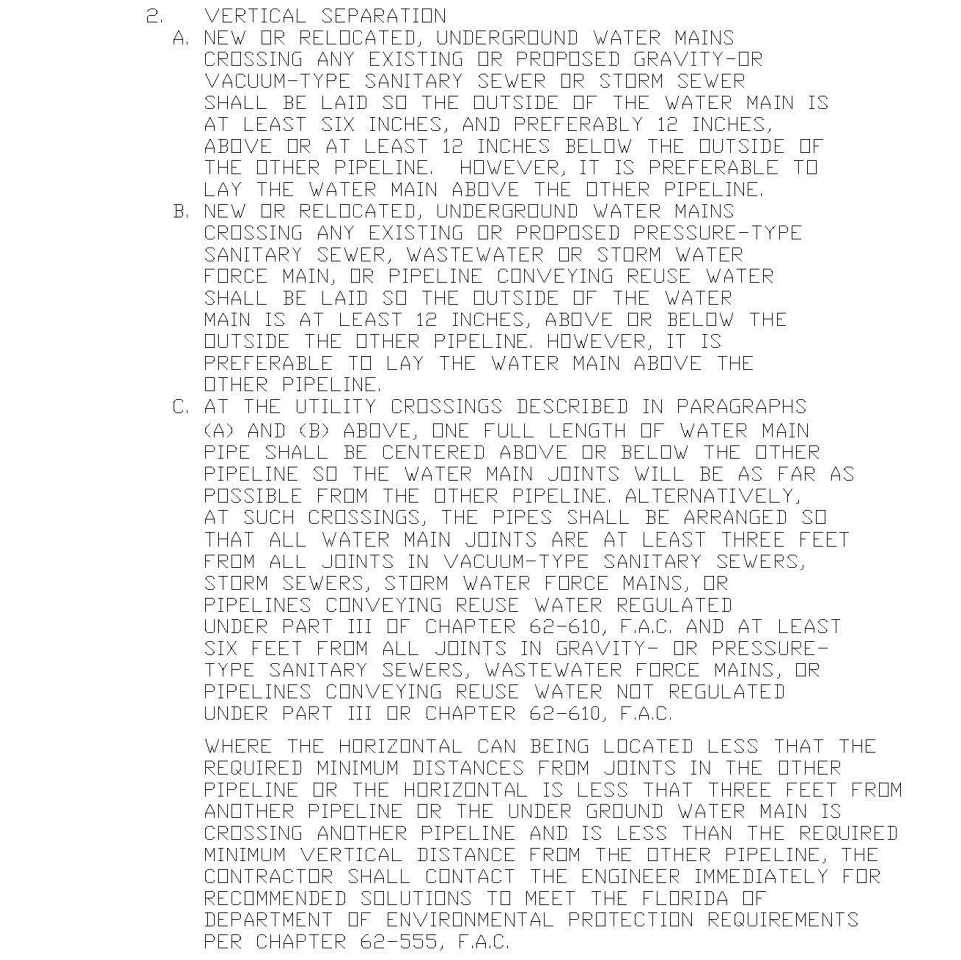 2. VERTICAL SEPARATION
A. NEW OR RELOCATED, UNDERGROUND WATER MAINS
CROSSING ANY EXISTING OR PROPOSED GRAVITY-OR
VACUUM-TYPE SANITARY SEWER OR STORM SEWER
SHALL BE LAID SO THE OUTSIDE OF THE WATER MAIN IS
AT LEAST SIX INCHES, AND PREFERABLY 12 INCHES,
ABOVE OR AT LEAST 12 INCHES BELOW THE OUTSIDE OF
THE OTHER PIPELINE. HOWEVER, IT IS PREFERABLE TO
LAY THE WATER MAIN ABOVE THE OTHER PIPELINE.
B. NEW OR RELOCATED, UNDERGROUND WATER MAINS
CROSSING ANY EXISTING OR PROPOSED PRESSURE-TYPE
SANITARY SEWER, WASTEWATER OR STORM WATER
FORCE MAIN, OR PIPELINE CONVEYING REUSE WATER
SHALL BE LAID SO THE OUTSIDE OF THE WATER
MAIN IS AT LEAST 12 INCHES, ABOVE OR BELOW THE
OUTSIDE THE OTHER PIPELINE. HOWEVER, IT IS
PREFERABLE TO LAY THE WATER MAIN ABOVE THE
OTHER PIPELINE.
C. AT THE UTILITY CROSSINGS DESCRIBED IN PARAGRAPHS
(A) AND (B) ABOVE, ONE FULL LENGTH OF WATER MAIN
PIPE SHALL BE CENTERED ABOVE OR BELOW THE OTHER
PIPELINE SO THE WATER MAIN JOINTS WILL BE AS FAR AS
POSSIBLE FROM THE OTHER PIPELINE. ALTERNATIVELY,
AT SUCH CROSSINGS, THE PIPES SHALL BE ARRANGED SO
THAT ALL WATER MAIN JOINTS ARE AT LEAST THREE FEET
FROM ALL JOINTS IN VACUUM-TYPE SANITARY SEWERS,
STORM SEWERS, STORM WATER FORCE MAINS, OR
PIPELINES CONVEYING REUSE WATER REGULATED
UNDER PART III OF CHAPTER 62-610, F.A.C. AND AT LEAST
SIX FEET FROM ALL JOINTS IN GRAVITY- OR PRESSURE-
TYPE SANITARY SEWERS, WASTEWATER FORCE MAINS, OR
PIPELINES CONVEYING REUSE WATER NOT REGULATED
UNDER PART III OR CHAPTER 62-610, F.A.C.
WHERE THE HORIZONTAL CAN BEING LOCATED LESS THAT THE
REQUIRED MINIMUM DISTANCES FROM JOINTS IN THE OTHER
PIPELINE OR THE HORIZONTAL IS LESS THAT THREE FEET FROM
ANOTHER PIPELINE OR THE UNDER GROUND WATER MAIN IS
CROSSING ANOTHER PIPELINE AND IS LESS THAN THE REQUIRED
MINIMUM VERTICAL DISTANCE FROM THE OTHER PIPELINE, THE
CONTRACTOR SHALL CONTACT THE ENGINEER IMMEDIATELY FOR
RECOMMENDED SOLUTIONS TO MEET THE FLORIDA OF
DEPARTMENT OF ENVIRONMENTAL PROTECTION REQUIREMENTS
PER CHAPTER 62-555, F.A.C.